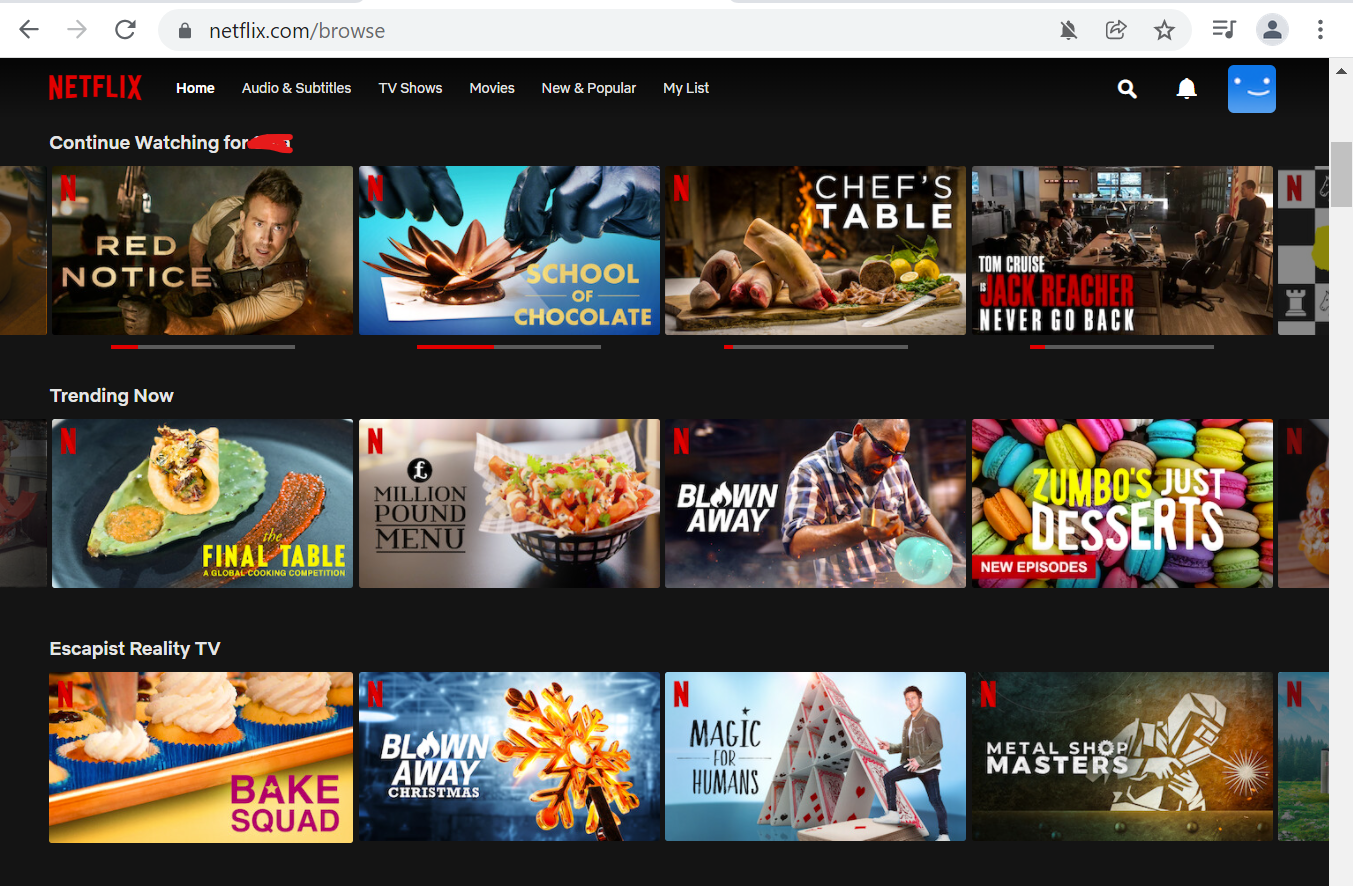 netflix.com/browse
NETFLIX Home Audio & Subtitles TV Shows Movies New & Popular My List
Continue Watching for
N
RED
NOTICE
N
SCHOOL
OF
CHOCOLATE
N
CHEF'S
TABLE
TOM CRUISE
IS
JACK REACHER
NEVER GO BACK
N
Trending Now
N
the
FINAL TABLE
A GLOBAL COOKING COMPETITION
N
£
MILLION
POUND
MENU
N
BLOWN
AWAY
ZUMBO'S JUST
DESSERTS
NEW EPISODES
N
Escapist Reality TV
N
BAKE
SQUAD
N
BLOWN
AWAY
CHRISTMAS
N
MAGIC
FOR
HUMANS
N
METAL SHOP
MASTERS
N